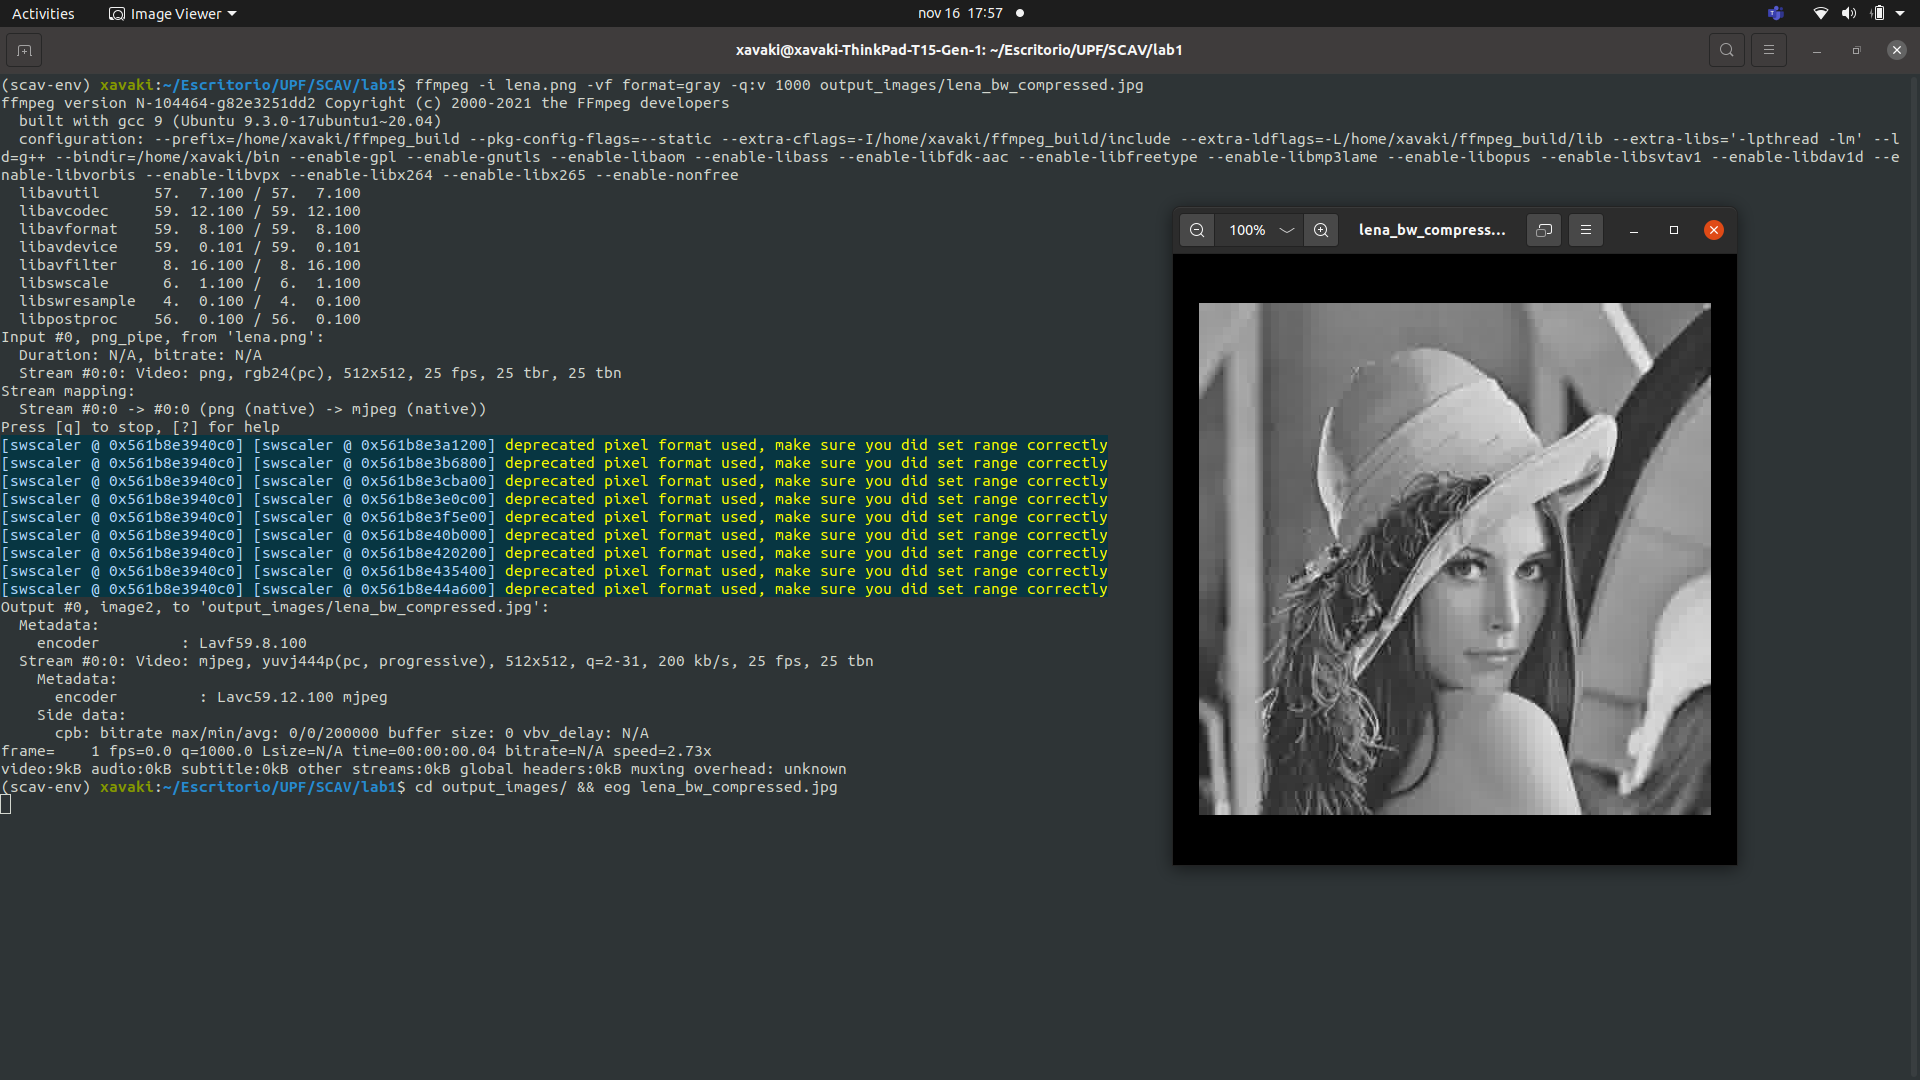 Activities
Image Viewer
nov 16 17:57
xavaki@xavaki-ThinkPad-T15-Gen-1: ~/Escritorio/UPF/SCAV/lab1
(scav-env) xavaki:~/Escritorio/UPF/SCAV/lab1$ ffmpeg -i lena.png -vf format=gray -q:v 1000 output_images/lena_bw_compressed.jpg
ffmpeg version N-104464-g82e3251dd2 Copyright (c) 2000-2021 the FFmpeg developers
  built with gcc 9 (Ubuntu 9.3.0-17ubuntu1~20.04)
  configuration: --prefix=/home/xavaki/ffmpeg_build --pkg-config-flags=--static --extra-cflags=-I/home/xavaki/ffmpeg_build/include --extra-ldflags=-L/home/xavaki/ffmpeg_build/lib --extra-libs='-lpthread -lm' --l
d=g++ --bindir=/home/xavaki/bin --enable-gpl --enable-gnutls --enable-libaom --enable-libass --enable-libfdk-aac --enable-libfreetype --enable-libmp3lame --enable-libopus --enable-libsvtav1 --enable-libdav1d --e
nable-libvorbis --enable-libvpx --enable-libx264 --enable-libx265 --enable-nonfree
  libavutil      57.  7.100 / 57.  7.100
  libavcodec     59. 12.100 / 59. 12.100
  libavformat    59.  8.100 / 59.  8.100
  libavdevice    59.  0.101 / 59.  0.101
  libavfilter     8. 16.100 /  8. 16.100
  libswscale      6.  1.100 /  6.  1.100
  libswresample   4.  0.100 /  4.  0.100
  libpostproc    56.  0.100 / 56.  0.100
Input #0, png_pipe, from 'lena.png':
  Duration: N/A, bitrate: N/A
  Stream #0:0: Video: png, rgb24(pc), 512x512, 25 fps, 25 tbr, 25 tbn
Stream mapping:
  Stream #0:0 -> #0:0 (png (native) -> mjpeg (native))
Press [q] to stop, [?] for help
[swscaler @ 0x561b8e3940c0] [swscaler @ 0x561b8e3a1200] deprecated pixel format used, make sure you did set range correctly
[swscaler @ 0x561b8e3940c0] [swscaler @ 0x561b8e3b6800] deprecated pixel format used, make sure you did set range correctly
[swscaler @ 0x561b8e3940c0] [swscaler @ 0x561b8e3cba00] deprecated pixel format used, make sure you did set range correctly
[swscaler @ 0x561b8e3940c0] [swscaler @ 0x561b8e3e0c00] deprecated pixel format used, make sure you did set range correctly
[swscaler @ 0x561b8e3940c0] [swscaler @ 0x561b8e3f5e00] deprecated pixel format used, make sure you did set range correctly
[swscaler @ 0x561b8e3940c0] [swscaler @ 0x561b8e40b000] deprecated pixel format used, make sure you did set range correctly
[swscaler @ 0x561b8e3940c0] [swscaler @ 0x561b8e420200] deprecated pixel format used, make sure you did set range correctly
[swscaler @ 0x561b8e3940c0] [swscaler @ 0x561b8e435400] deprecated pixel format used, make sure you did set range correctly
[swscaler @ 0x561b8e3940c0] [swscaler @ 0x561b8e44a600] deprecated pixel format used, make sure you did set range correctly
Output #0, image2, to 'output_images/lena_bw_compressed.jpg':
  Metadata:
    encoder         : Lavf59.8.100
  Stream #0:0: Video: mjpeg, yuvj444p(pc, progressive), 512x512, q=2-31, 200 kb/s, 25 fps, 25 tbn
    Metadata:
      encoder         : Lavc59.12.100 mjpeg
    Side data:
      cpb: bitrate max/min/avg: 0/0/200000 buffer size: 0 vbv_delay: N/A
frame=    1 fps=0.0 q=1000.0 Lsize=N/A time=00:00:00.04 bitrate=N/A speed=2.73x
video:9kB audio:0kB subtitle:0kB other streams:0kB global headers:0kB muxing overhead: unknown
(scav-env) xavaki:~/Escritorio/UPF/SCAV/lab1$ cd output_images/ && eog lena_bw_compressed.jpg
100%
lena_bw_compress...